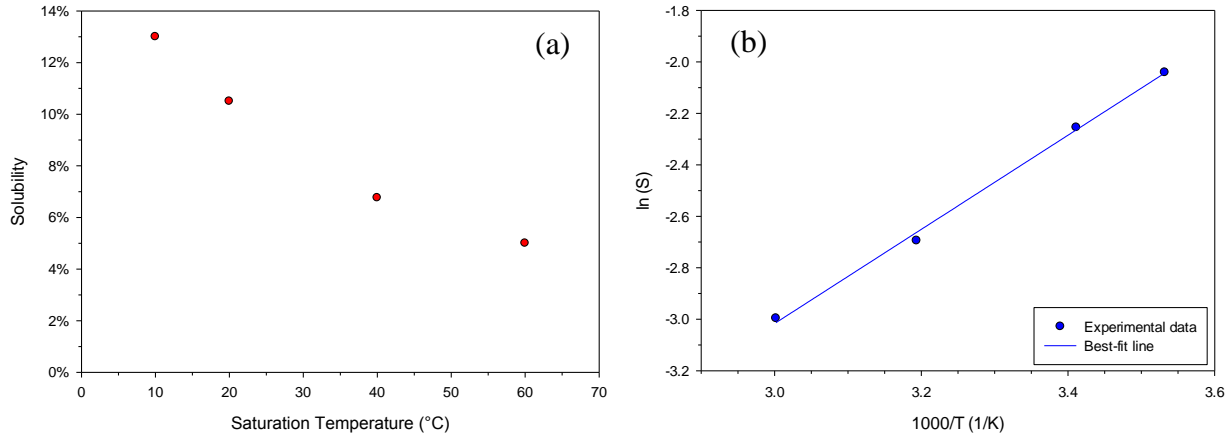 (a)
14%
12%
10%
8%
6%
4%
2%
0%
Solubility
0 10 20 30 40 50 60 70
Saturation Temperature (°C)
(b)
-1.8
-2.0
-2.2
-2.4
-2.6
-2.8
-3.0
-3.2
ln (S)
Experimental data
Best-fit line
3.0 3.2 3.4 3.6
1000/T (1/K)